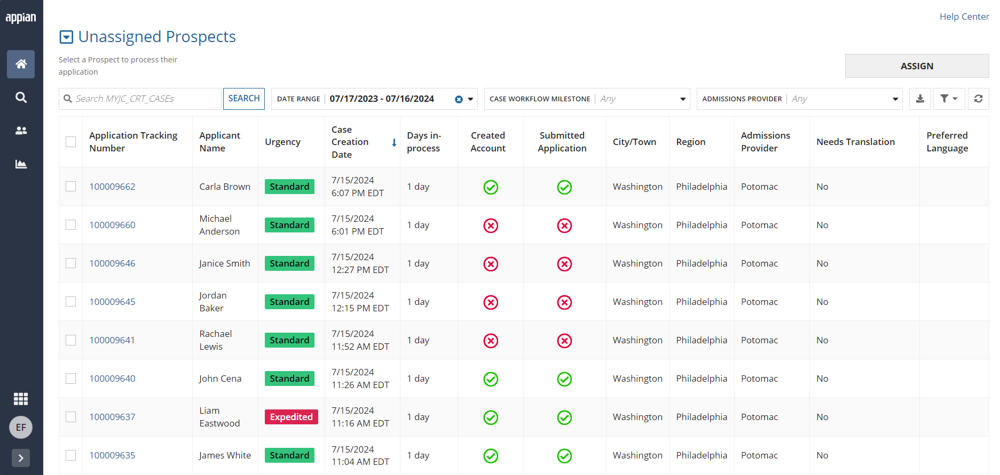 appian
Help Center
Unassigned Prospects
Select a Prospect to process their
application
ASSIGN
Search MYJC_CRT_CASEs SEARCH DATE RANGE 07/17/2023 - 07/16/2024 CASE WORKFLOW MILESTONE Any ADMISSIONS PROVIDER Any
Application Tracking Number Applicant Name Urgency Case Creation Date Days in-process Created Account Submitted Application City/Town Region Admissions Provider Needs Translation Preferred Language
100009662 Carla Brown Standard 7/15/2024 6:07 PM EDT 1 day Washington Philadelphia Potomac No
100009660 Michael Anderson Standard 7/15/2024 6:01 PM EDT 1 day Washington Philadelphia Potomac No
100009646 Janice Smith Standard 7/15/2024 12:27 PM EDT 1 day Washington Philadelphia Potomac No
100009645 Jordan Baker Standard 7/15/2024 12:15 PM EDT 1 day Washington Philadelphia Potomac No
100009641 Rachael Lewis Standard 7/15/2024 11:52 AM EDT 1 day Washington Philadelphia Potomac No
100009640 John Cena Standard 7/15/2024 11:26 AM EDT 1 day Washington Philadelphia Potomac No
100009637 Liam Eastwood Expedited 7/15/2024 11:16 AM EDT 1 day Washington Philadelphia Potomac No
100009635 James White Standard 7/15/2024 11:04 AM EDT 1 day Washington Philadelphia Potomac No
EF